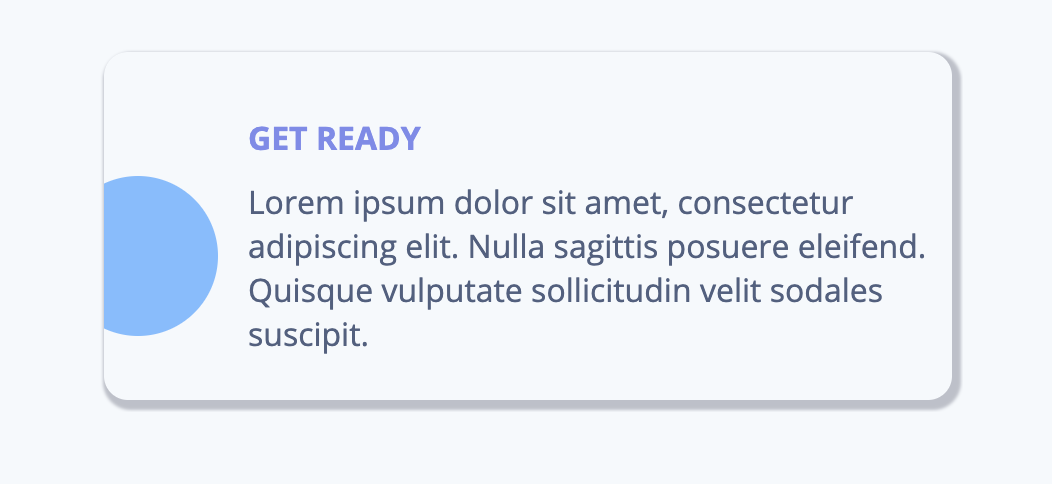 GET READY
Lorem ipsum dolor sit amet, consectetur
adipiscing elit. Nulla sagittis posuere eleifend.
Quisque vulputate sollicitudin velit sodales
suscipit.